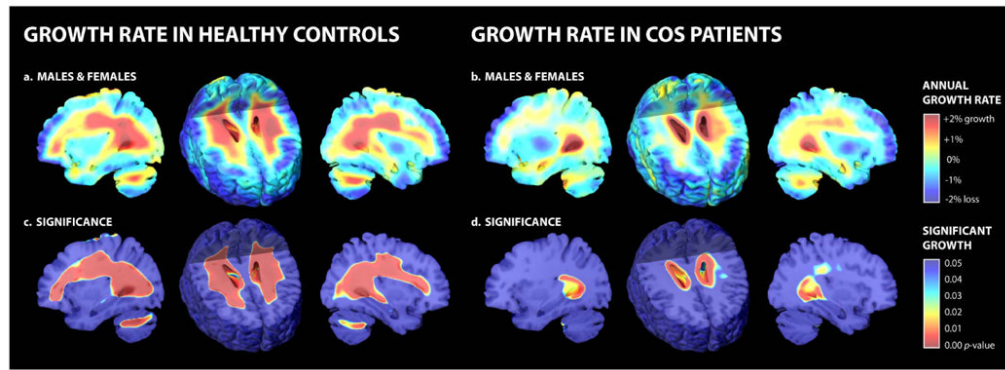 GROWTH RATE IN HEALTHY CONTROLS
GROWTH RATE IN COS PATIENTS
a. MALES & FEMALES
b. MALES & FEMALES
ANNUAL
GROWTH RATE
+2% growth
+1%
0%
-1%
-2% loss
c. SIGNIFICANCE
d. SIGNIFICANCE
SIGNIFICANT
GROWTH
0.05
0.04
0.03
0.02
0.01
0.00 p-value